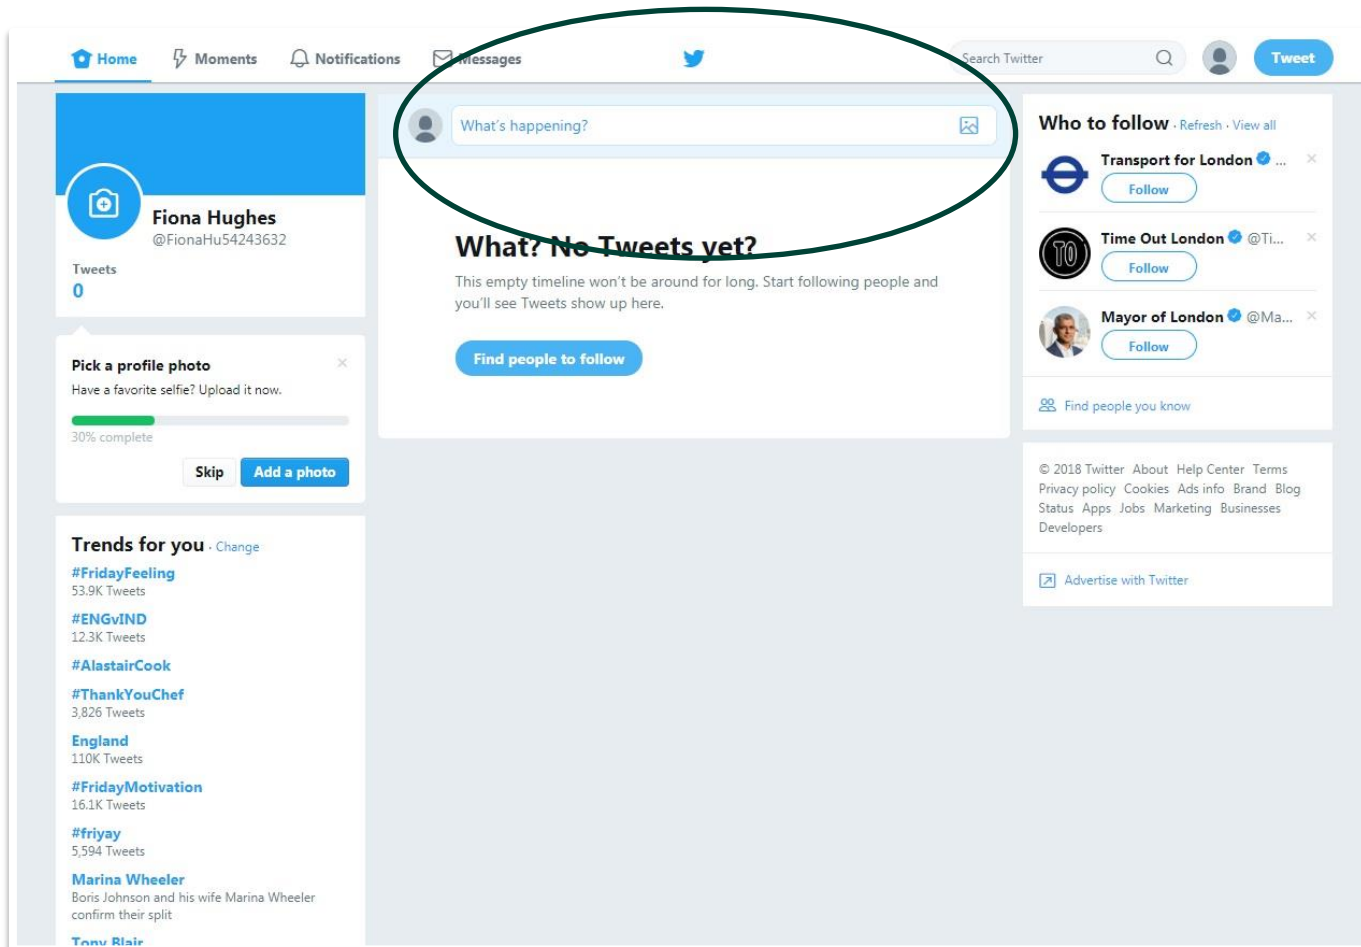 Home
Moments
Notifications
Messages
Search Twitter
Tweet
Fiona Hughes
@FionaHu54243632
Tweets
0
Pick a profile photo
Have a favorite selfie? Upload it now.
30% complete
Skip
Add a photo
Trends for you · Change
#FridayFeeling
53.9K Tweets
#ENGvIND
12.3K Tweets
#AlastairCook
#ThankYouChef
3,826 Tweets
England
110K Tweets
#FridayMotivation
16.1K Tweets
#friyay
5,594 Tweets
Marina Wheeler
Boris Johnson and his wife Marina Wheeler
confirm their split
Tony Blair
What's happening?
What? No Tweets yet?
This empty timeline won't be around for long. Start following people and
you'll see Tweets show up here.
Find people to follow
Who to follow · Refresh · View all
Transport for London ...
Follow
TO
Time Out London @Ti...
Follow
Mayor of London @Ma...
Follow
Find people you know
© 2018 Twitter About Help Center Terms
Privacy policy Cookies Ads info Brand Blog
Status Apps Jobs Marketing Businesses
Developers
Advertise with Twitter